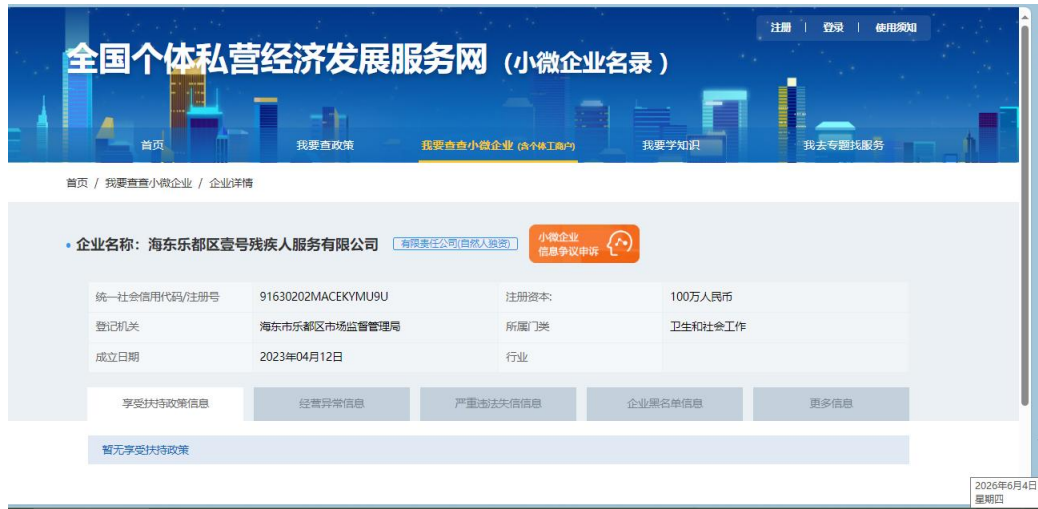 注册 | 登录 | 使用须知
全国个体私营经济发展服务网（小微企业名录）
首页 我要查政策 我要查查小微企业 (含个体工商户) 我要学知识 我去专题找服务
首页 / 我要查查小微企业 / 企业详情
• 企业名称：海东乐都区壹号残疾人服务有限公司 有限责任公司(自然人独资) 小微企业
信息争议申诉
统一社会信用代码/注册号 91630202MACEKYMU9U 注册资本: 100万人民币
登记机关 海东市乐都区市场监督管理局 所属门类 卫生和社会工作
成立日期 2023年04月12日 行业
享受扶持政策信息 经营异常信息 严重违法失信信息 企业黑名单信息 更多信息
暂无享受扶持政策
2026年6月4日
星期四